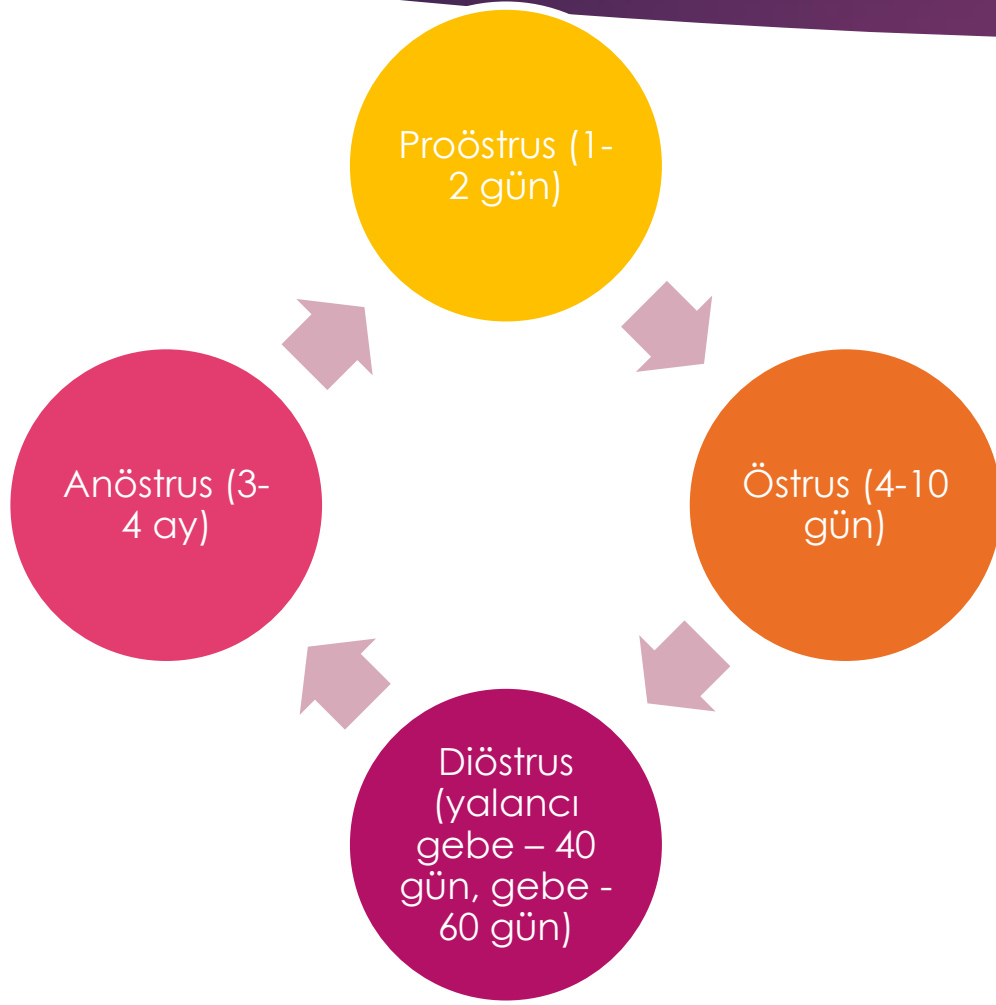 Proöstrus (1-
2 gün)
Östrus (4-10
gün)
Diöstrus
(yalancı
gebe – 40
gün, gebe -
60 gün)
Anöstrus (3-
4 ay)